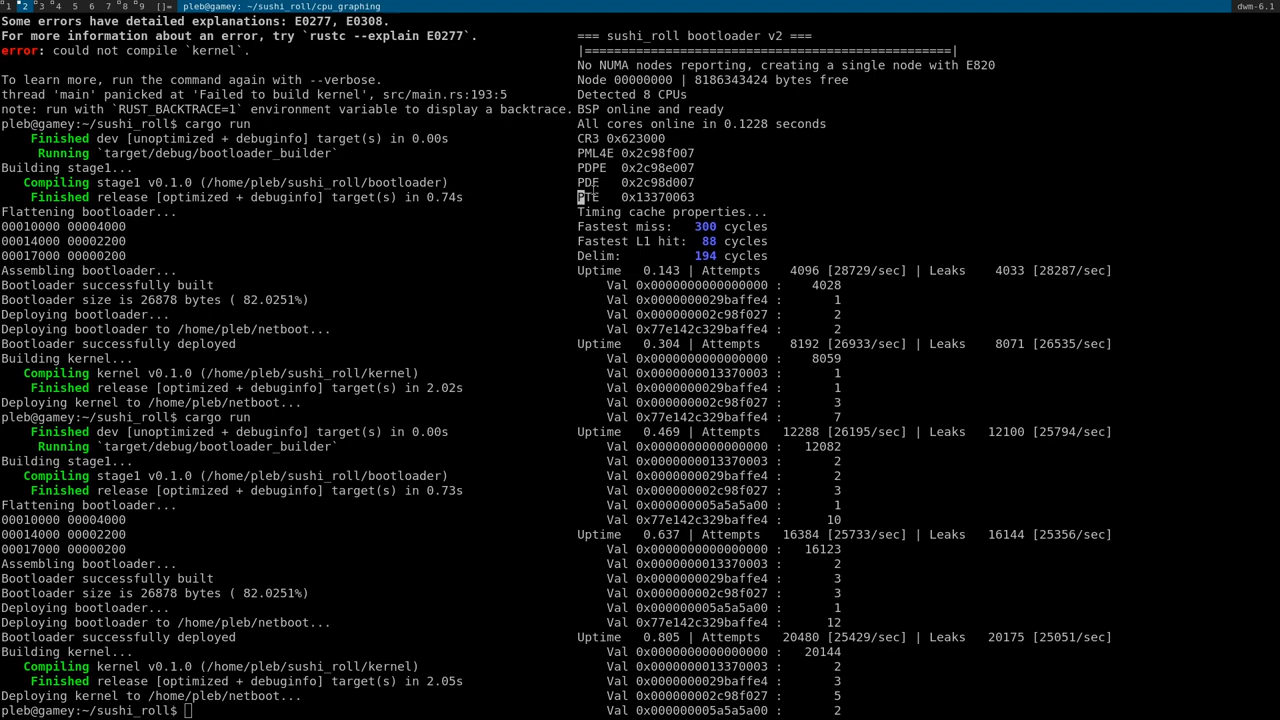 1 2 3 4 5 6 7 8 9 []= pleb@gamey: ~/sushi_roll/cpu_graphing dwm-6.1
Some errors have detailed explanations: E0277, E0308.
For more information about an error, try `rustc --explain E0277`.
error: could not compile `kernel`.
To learn more, run the command again with --verbose.
thread 'main' panicked at 'Failed to build kernel', src/main.rs:193:5
note: run with `RUST_BACKTRACE=1` environment variable to display a backtrace.
pleb@gamey:~/sushi_roll$ cargo run
Finished dev [unoptimized + debuginfo] target(s) in 0.00s
Running `target/debug/bootloader_builder`
Building stage1...
Compiling stage1 v0.1.0 (/home/pleb/sushi_roll/bootloader)
Finished release [optimized + debuginfo] target(s) in 0.74s
Flattening bootloader...
00010000 00004000
00014000 00002200
00017000 00000200
Assembling bootloader...
Bootloader successfully built
Bootloader size is 26878 bytes ( 82.0251%)
Deploying bootloader...
Deploying bootloader to /home/pleb/netboot...
Bootloader successfully deployed
Building kernel...
Compiling kernel v0.1.0 (/home/pleb/sushi_roll/kernel)
Finished release [optimized + debuginfo] target(s) in 2.02s
Deploying kernel to /home/pleb/netboot...
pleb@gamey:~/sushi_roll$ cargo run
Finished dev [unoptimized + debuginfo] target(s) in 0.00s
Running `target/debug/bootloader_builder`
Building stage1...
Compiling stage1 v0.1.0 (/home/pleb/sushi_roll/bootloader)
Finished release [optimized + debuginfo] target(s) in 0.73s
Flattening bootloader...
00010000 00004000
00014000 00002200
00017000 00000200
Assembling bootloader...
Bootloader successfully built
Bootloader size is 26878 bytes ( 82.0251%)
Deploying bootloader...
Deploying bootloader to /home/pleb/netboot...
Bootloader successfully deployed
Building kernel...
Compiling kernel v0.1.0 (/home/pleb/sushi_roll/kernel)
Finished release [optimized + debuginfo] target(s) in 2.05s
Deploying kernel to /home/pleb/netboot...
pleb@gamey:~/sushi_roll$
=== sushi_roll bootloader v2 ===
|==================================================|
No NUMA nodes reporting, creating a single node with E820
Node 00000000 | 8186343424 bytes free
Detected 8 CPUs
BSP online and ready
All cores online in 0.1228 seconds
CR3 0x623000
PML4E 0x2c98f007
PDPE 0x2c98e007
PDE 0x2c98d007
PTE 0x13370063
Timing cache properties...
Fastest miss: 300 cycles
Fastest L1 hit: 88 cycles
Delim: 194 cycles
Uptime 0.143 | Attempts 4096 [28729/sec] | Leaks 4033 [28287/sec]
Val 0x0000000000000000 : 4028
Val 0x0000000029baffe4 : 1
Val 0x000000002c98f027 : 2
Val 0x77e142c329baffe4 : 2
Uptime 0.304 | Attempts 8192 [26933/sec] | Leaks 8071 [26535/sec]
Val 0x0000000000000000 : 8059
Val 0x0000000013370003 : 1
Val 0x0000000029baffe4 : 1
Val 0x000000002c98f027 : 3
Val 0x77e142c329baffe4 : 7
Uptime 0.469 | Attempts 12288 [26195/sec] | Leaks 12100 [25794/sec]
Val 0x0000000000000000 : 12082
Val 0x0000000013370003 : 2
Val 0x0000000029baffe4 : 2
Val 0x000000002c98f027 : 3
Val 0x000000005a5a5a00 : 1
Val 0x77e142c329baffe4 : 10
Uptime 0.637 | Attempts 16384 [25733/sec] | Leaks 16144 [25356/sec]
Val 0x0000000000000000 : 16123
Val 0x0000000013370003 : 2
Val 0x0000000029baffe4 : 3
Val 0x000000002c98f027 : 3
Val 0x000000005a5a5a00 : 1
Val 0x77e142c329baffe4 : 12
Uptime 0.805 | Attempts 20480 [25429/sec] | Leaks 20175 [25051/sec]
Val 0x0000000000000000 : 20144
Val 0x0000000013370003 : 2
Val 0x0000000029baffe4 : 3
Val 0x000000002c98f027 : 5
Val 0x000000005a5a5a00 : 2